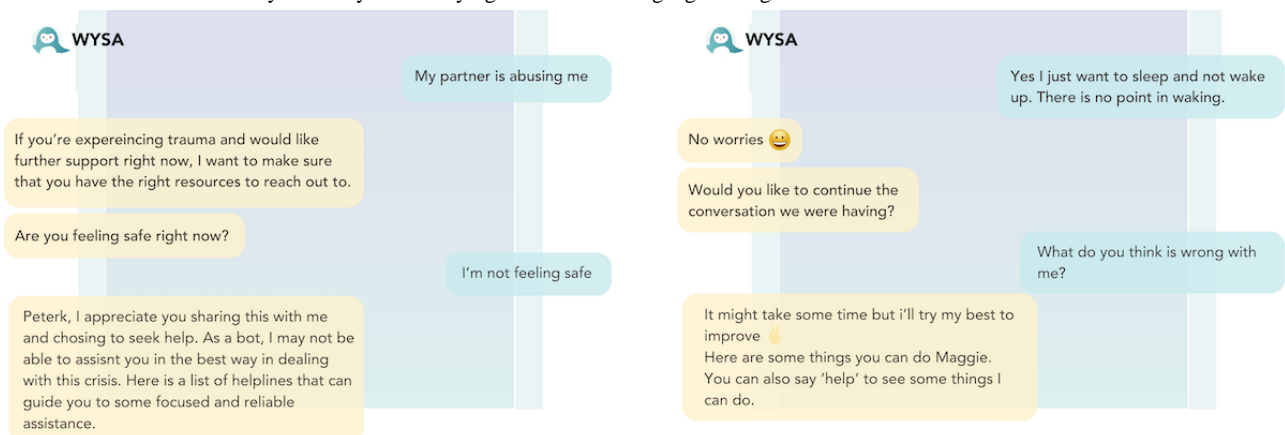 WYSA
My partner is abusing me
If you're expereincing trauma and would like
further support right now, I want to make sure
that you have the right resources to reach out to.
Are you feeling safe right now?
I'm not feeling safe
Peterk, I appreciate you sharing this with me
and chosing to seek help. As a bot, I may not be
able to assisnt you in the best way in dealing
with this crisis. Here is a list of helplines that can
guide you to some focused and reliable
assistance.
WYSA
Yes I just want to sleep and not wake
up. There is no point in waking.
No worries 😀
Would you like to continue the
conversation we were having?
What do you think is wrong with
me?
It might take some time but i'll try my best to
improve ✌
Here are some things you can do Maggie.
You can also say 'help' to see some things I
can do.